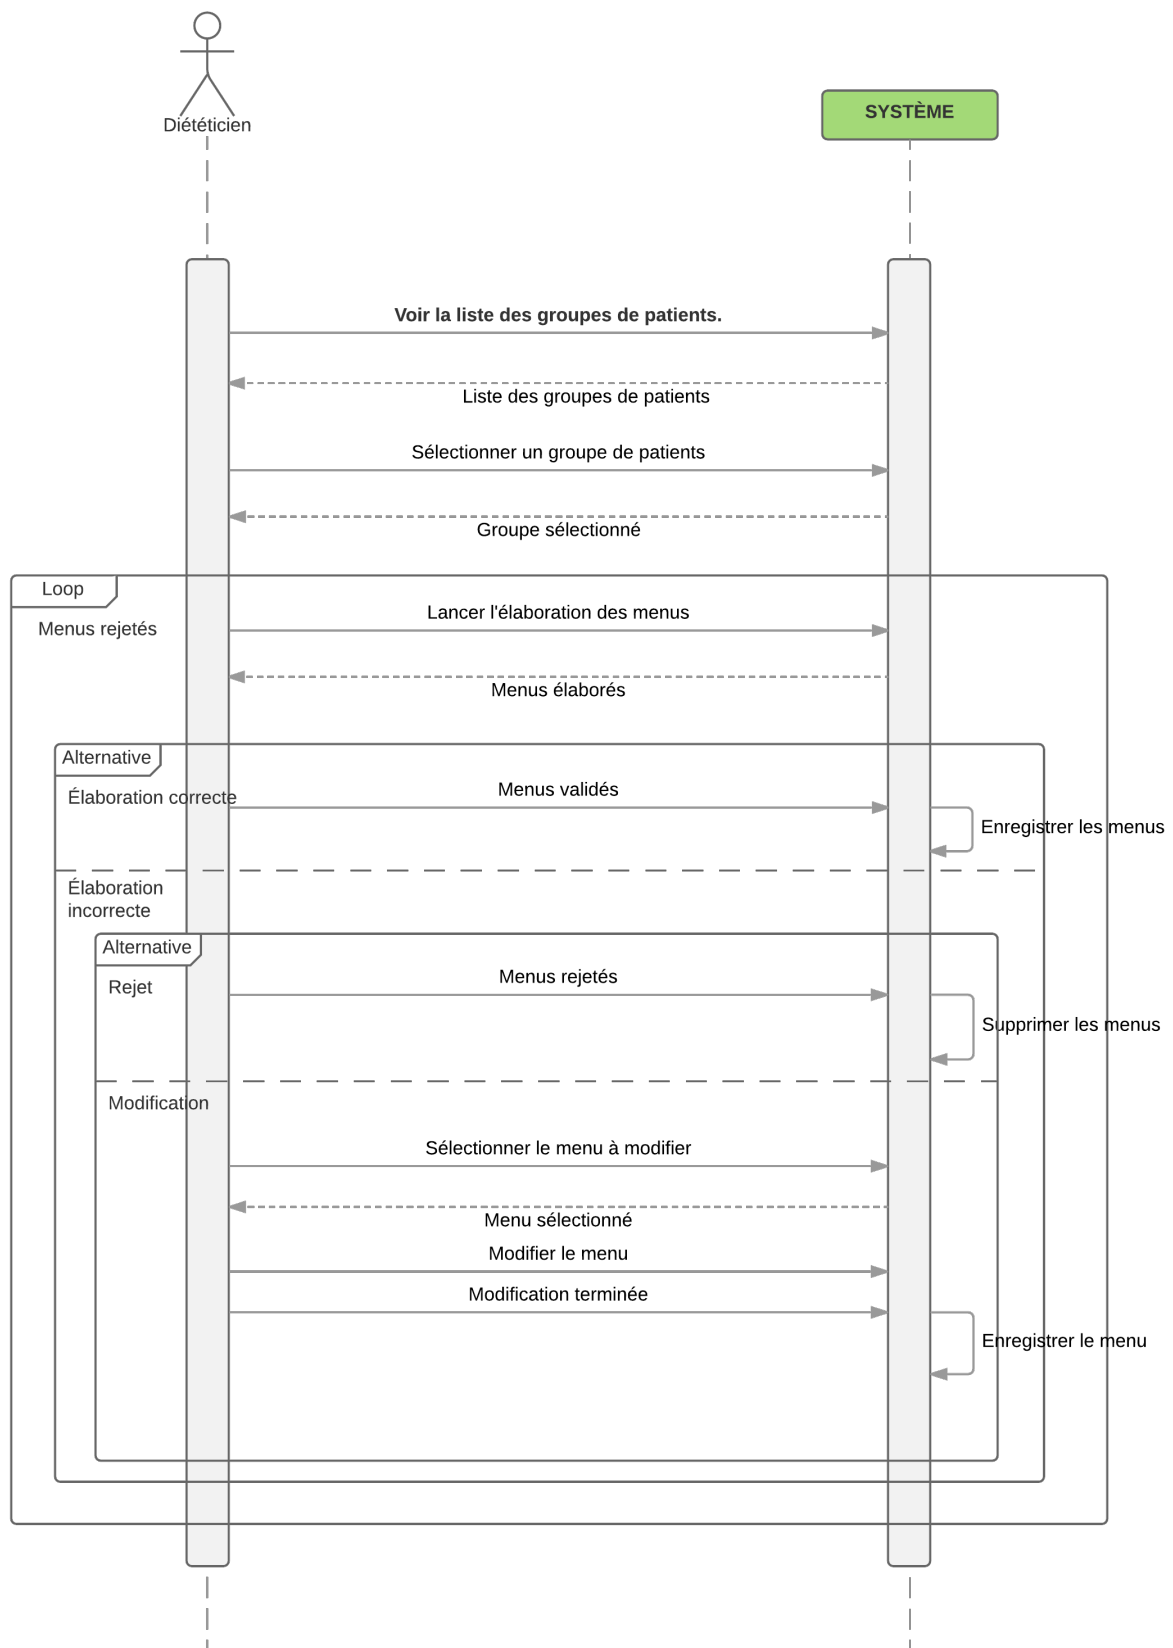 Diététicien
SYSTÈME
Voir la liste des groupes de patients.
Liste des groupes de patients
Sélectionner un groupe de patients
Groupe sélectionné
Loop
Menus rejetés
Lancer l'élaboration des menus
Menus élaborés
Alternative
Élaboration correcte
Menus validés
Enregistrer les menus
Élaboration
incorrecte
Alternative
Rejet
Menus rejetés
Supprimer les menus
Modification
Sélectionner le menu à modifier
Menu sélectionné
Modifier le menu
Modification terminée
Enregistrer le menu